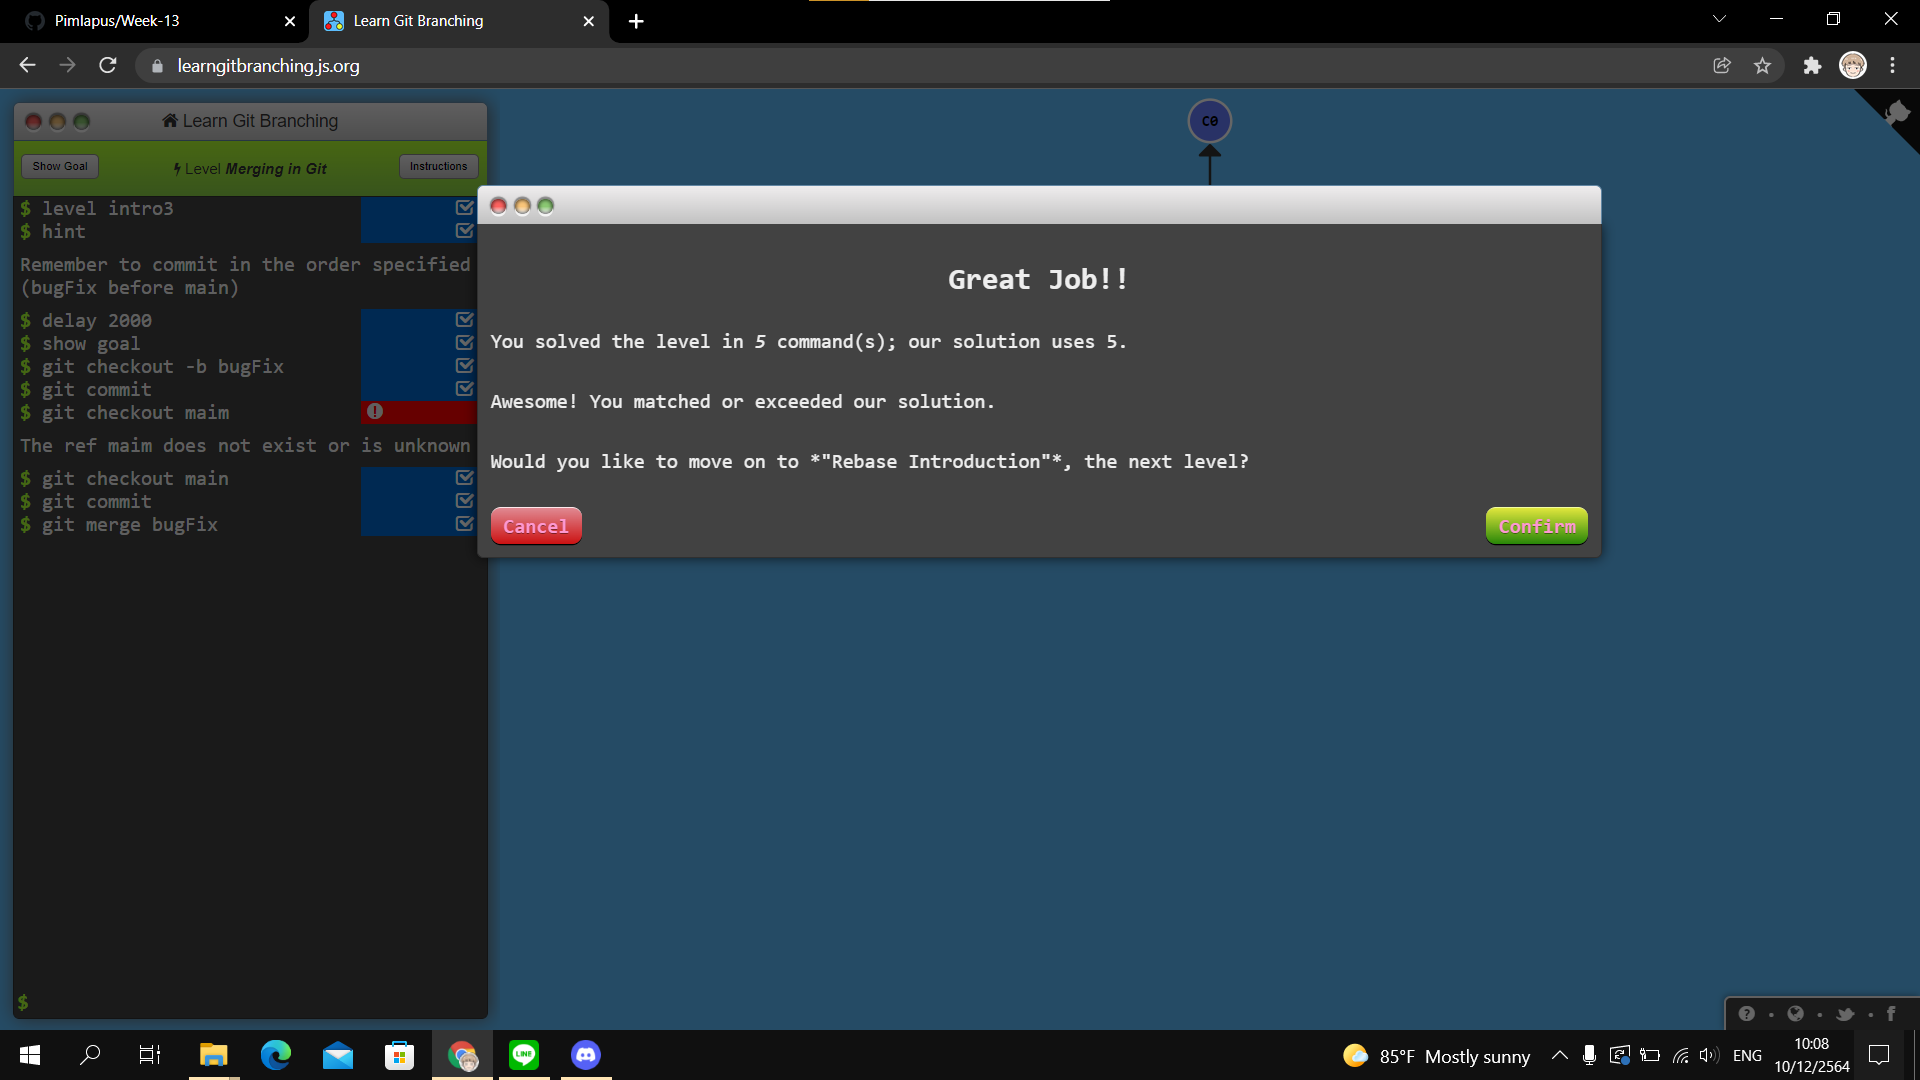 Pimlapus/Week-13
Learn Git Branching
learngitbranching.js.org
Learn Git Branching
Show Goal
Level Merging in Git
Instructions
$ level intro3
$ hint
Remember to commit in the order specified
(bugFix before main)
$ delay 2000
$ show goal
$ git checkout -b bugFix
$ git commit
$ git checkout maim
The ref maim does not exist or is unknown
$ git checkout main
$ git commit
$ git merge bugFix
$
C0
Great Job!!
You solved the level in 5 command(s); our solution uses 5.
Awesome! You matched or exceeded our solution.
Would you like to move on to *"Rebase Introduction"*, the next level?
Cancel
Confirm
LINE
85°F Mostly sunny
ENG
10:08
10/12/2564